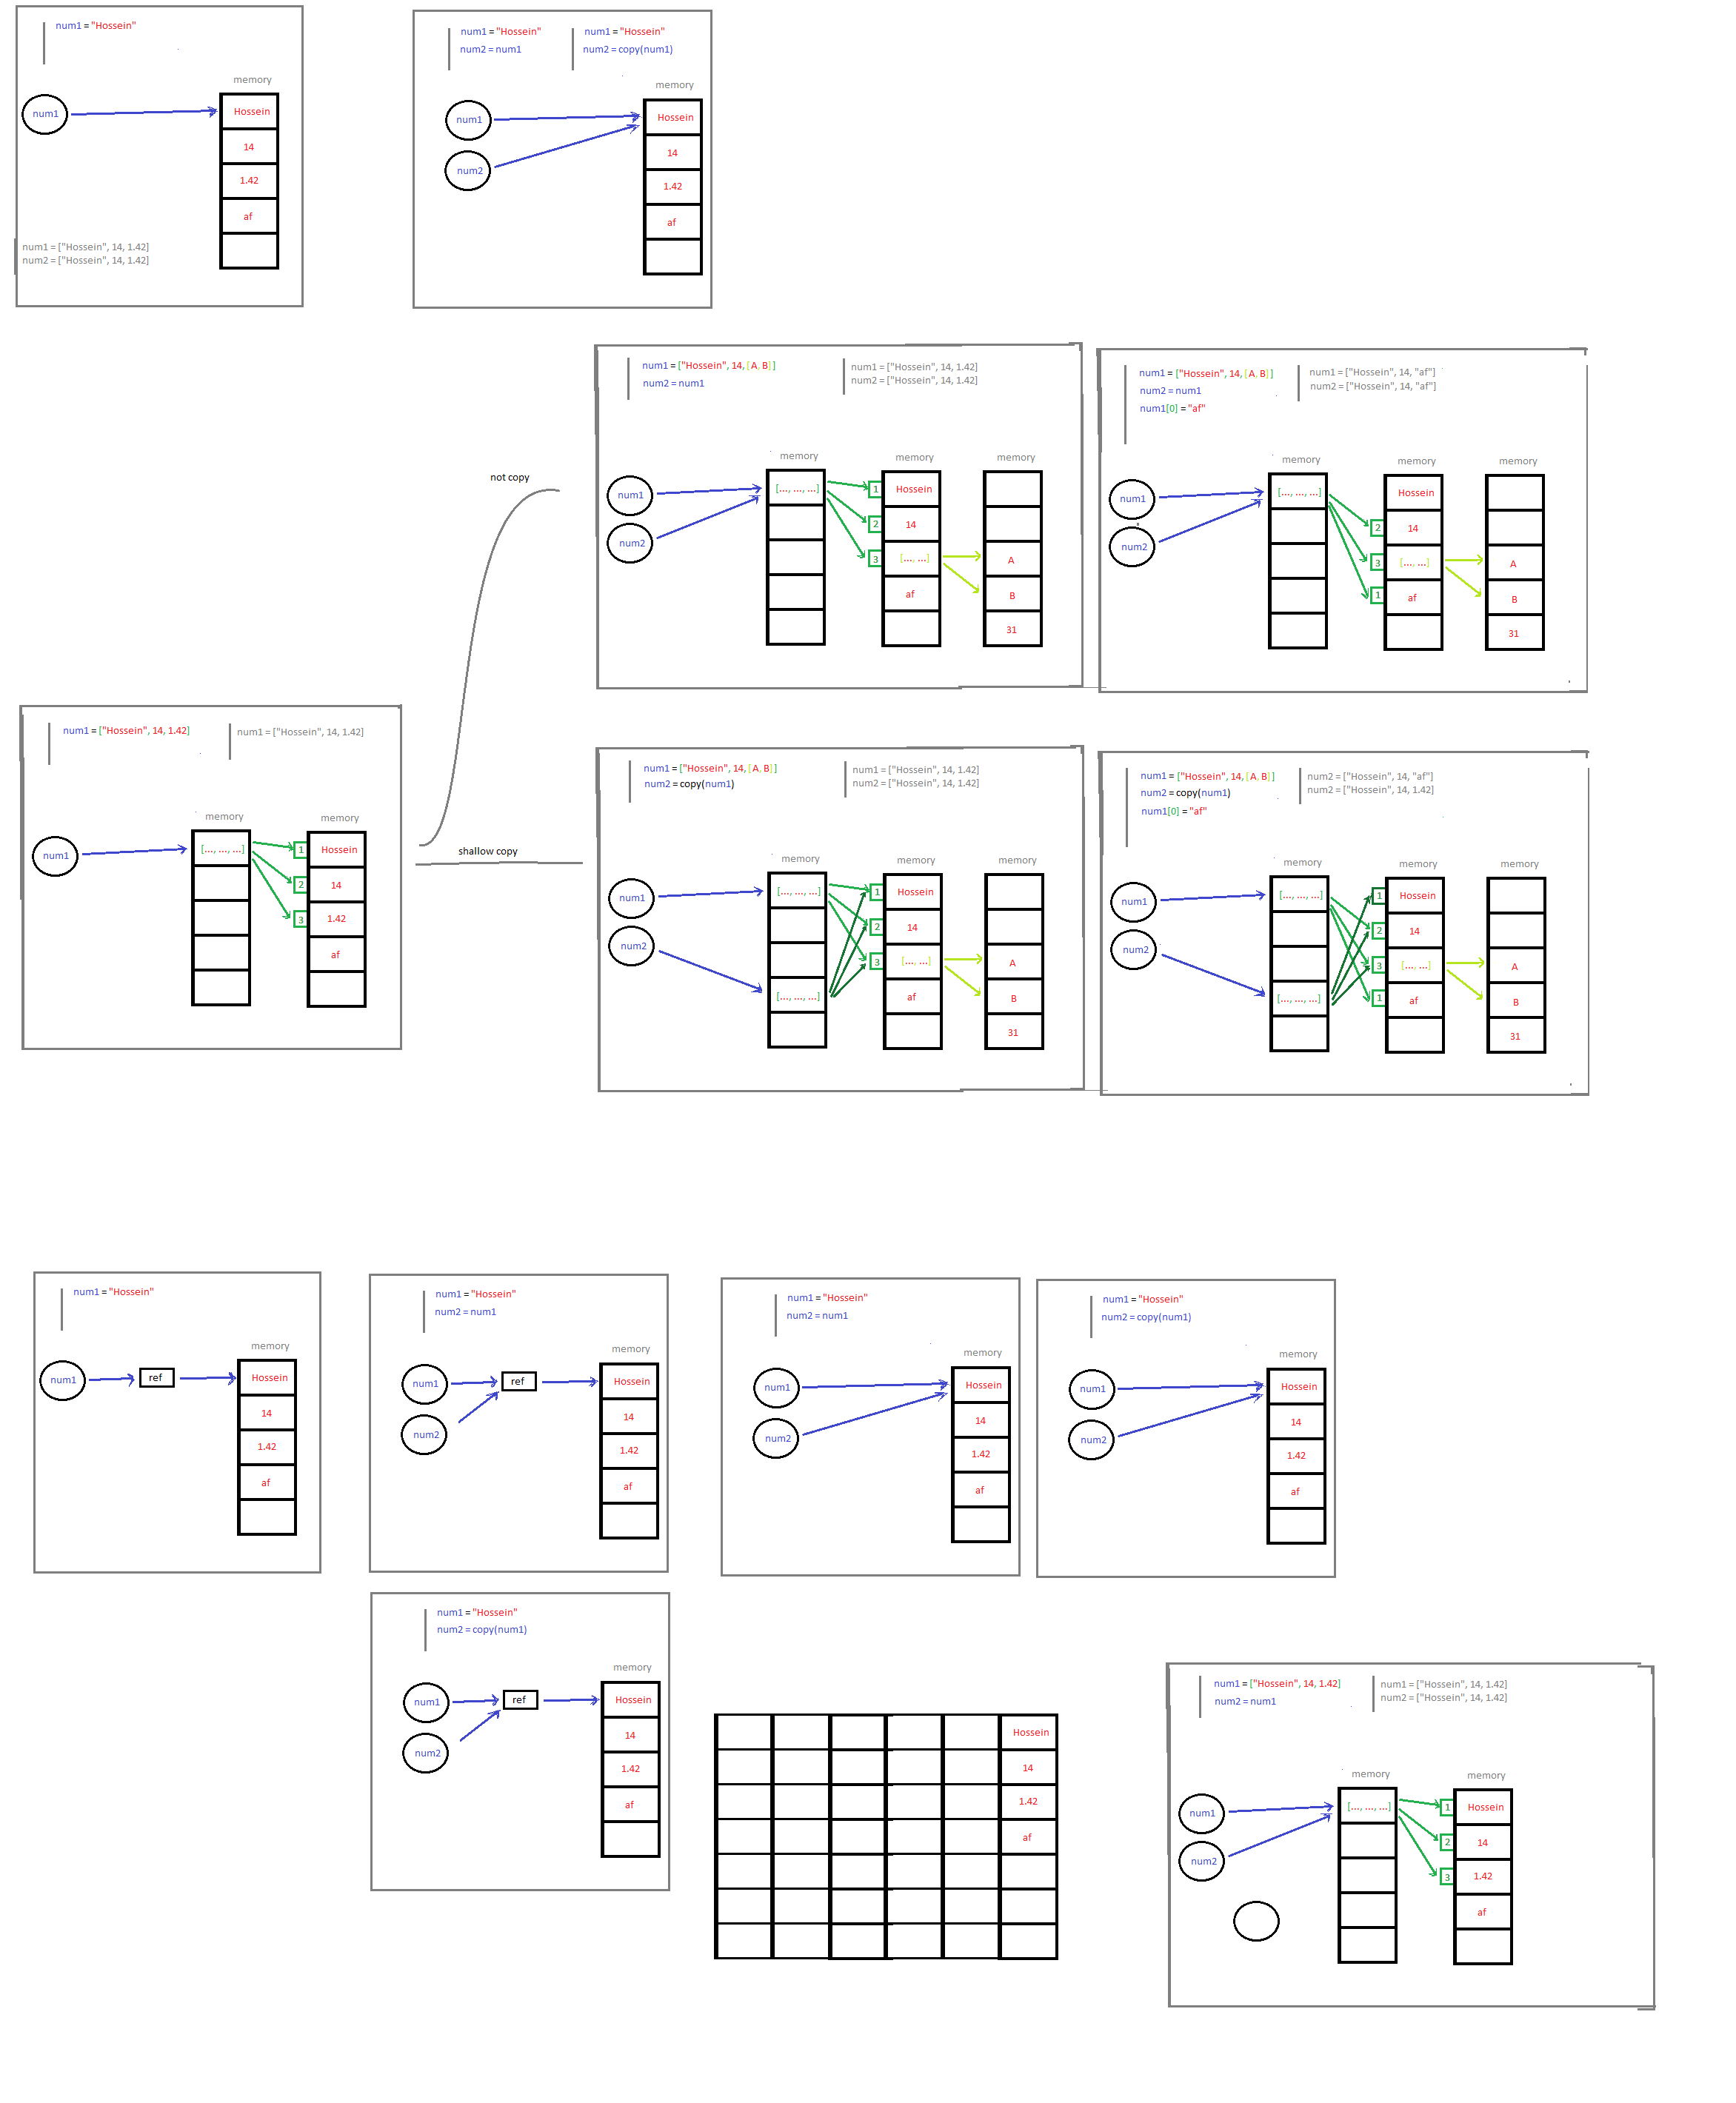 num1 = "Hossein"
memory
num1
Hossein
14
1.42
af
num1 = ["Hossein", 14, 1.42]
num2 = ["Hossein", 14, 1.42]
num1 = "Hossein"
num2 = num1
num1 = "Hossein"
num2 = copy(num1)
memory
num1
num2
Hossein
14
1.42
af
not copy
num1 = ["Hossein", 14, [A, B]]
num2 = num1
num1 = ["Hossein", 14, 1.42]
num2 = ["Hossein", 14, 1.42]
memory
memory
memory
num1
num2
[..., ..., ...]
1
Hossein
2
14
3
[..., ...]
af
A
B
31
num1 = ["Hossein", 14, [A, B]]
num2 = num1
num1[0] = "af"
num1 = ["Hossein", 14, "af"]
num2 = ["Hossein", 14, "af"]
memory
memory
memory
num1
num2
[..., ..., ...]
Hossein
2
14
3
[..., ...]
1
af
A
B
31
num1 = ["Hossein", 14, 1.42]
num1 = ["Hossein", 14, 1.42]
memory
memory
num1
[..., ..., ...]
1
Hossein
2
14
3
1.42
af
shallow copy
num1 = ["Hossein", 14, [A, B]]
num2 = copy(num1)
num1 = ["Hossein", 14, 1.42]
num2 = ["Hossein", 14, 1.42]
memory
memory
memory
num1
num2
[..., ..., ...]
[..., ..., ...]
1
Hossein
2
14
3
[..., ...]
af
A
B
31
num1 = ["Hossein", 14, [A, B]]
num2 = copy(num1)
num1[0] = "af"
num2 = ["Hossein", 14, "af"]
num2 = ["Hossein", 14, 1.42]
memory
memory
memory
num1
num2
[..., ..., ...]
[..., ..., ...]
1
Hossein
2
14
3
[..., ...]
1
af
A
B
31
num1 = "Hossein"
memory
num1
ref
Hossein
14
1.42
af
num1 = "Hossein"
num2 = num1
memory
num1
num2
ref
Hossein
14
1.42
af
num1 = "Hossein"
num2 = num1
memory
num1
num2
Hossein
14
1.42
af
num1 = "Hossein"
num2 = copy(num1)
memory
num1
num2
Hossein
14
1.42
af
num1 = "Hossein"
num2 = copy(num1)
memory
num1
num2
ref
Hossein
14
1.42
af
Hossein
14
1.42
af
num1 = ["Hossein", 14, 1.42]
num2 = num1
num1 = ["Hossein", 14, 1.42]
num2 = ["Hossein", 14, 1.42]
memory
memory
num1
num2
[..., ..., ...]
1
Hossein
2
14
3
1.42
af